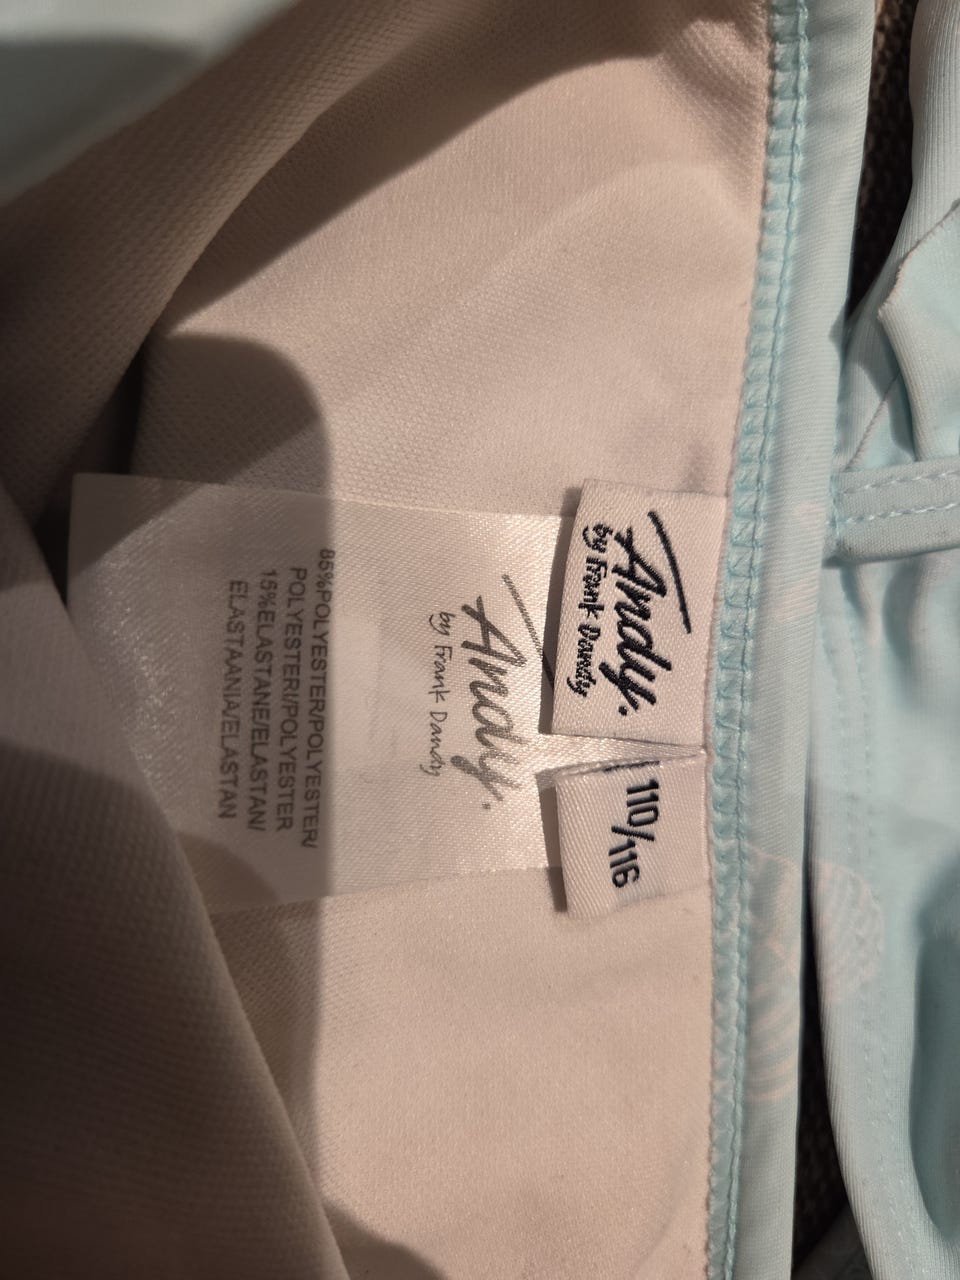 Andy.
by Frank Dandy
110/116
Andy.
by Frank Dandy
85%POLYESTER/POLYESTER/
POLYESTERI/POLYESTER
15%ELASTANE/ELASTAN/
ELASTAANIA/ELASTAN